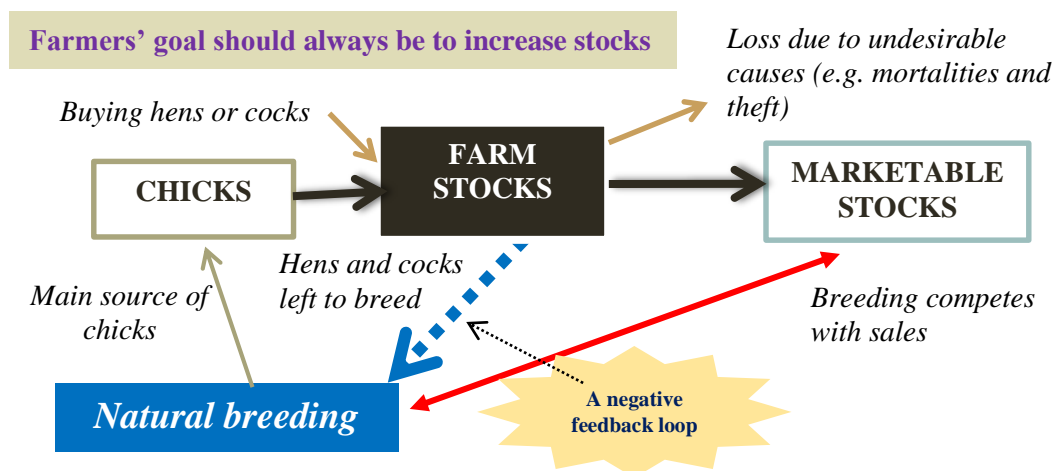 Farmers’ goal should always be to increase stocks
Loss due to undesirable
causes (e.g. mortalities and
theft)
Buying hens or cocks
CHICKS
FARM
STOCKS
MARKETABLE
STOCKS
Main source of
chicks
Hens and cocks
left to breed
Breeding competes
with sales
Natural breeding
A negative
feedback loop